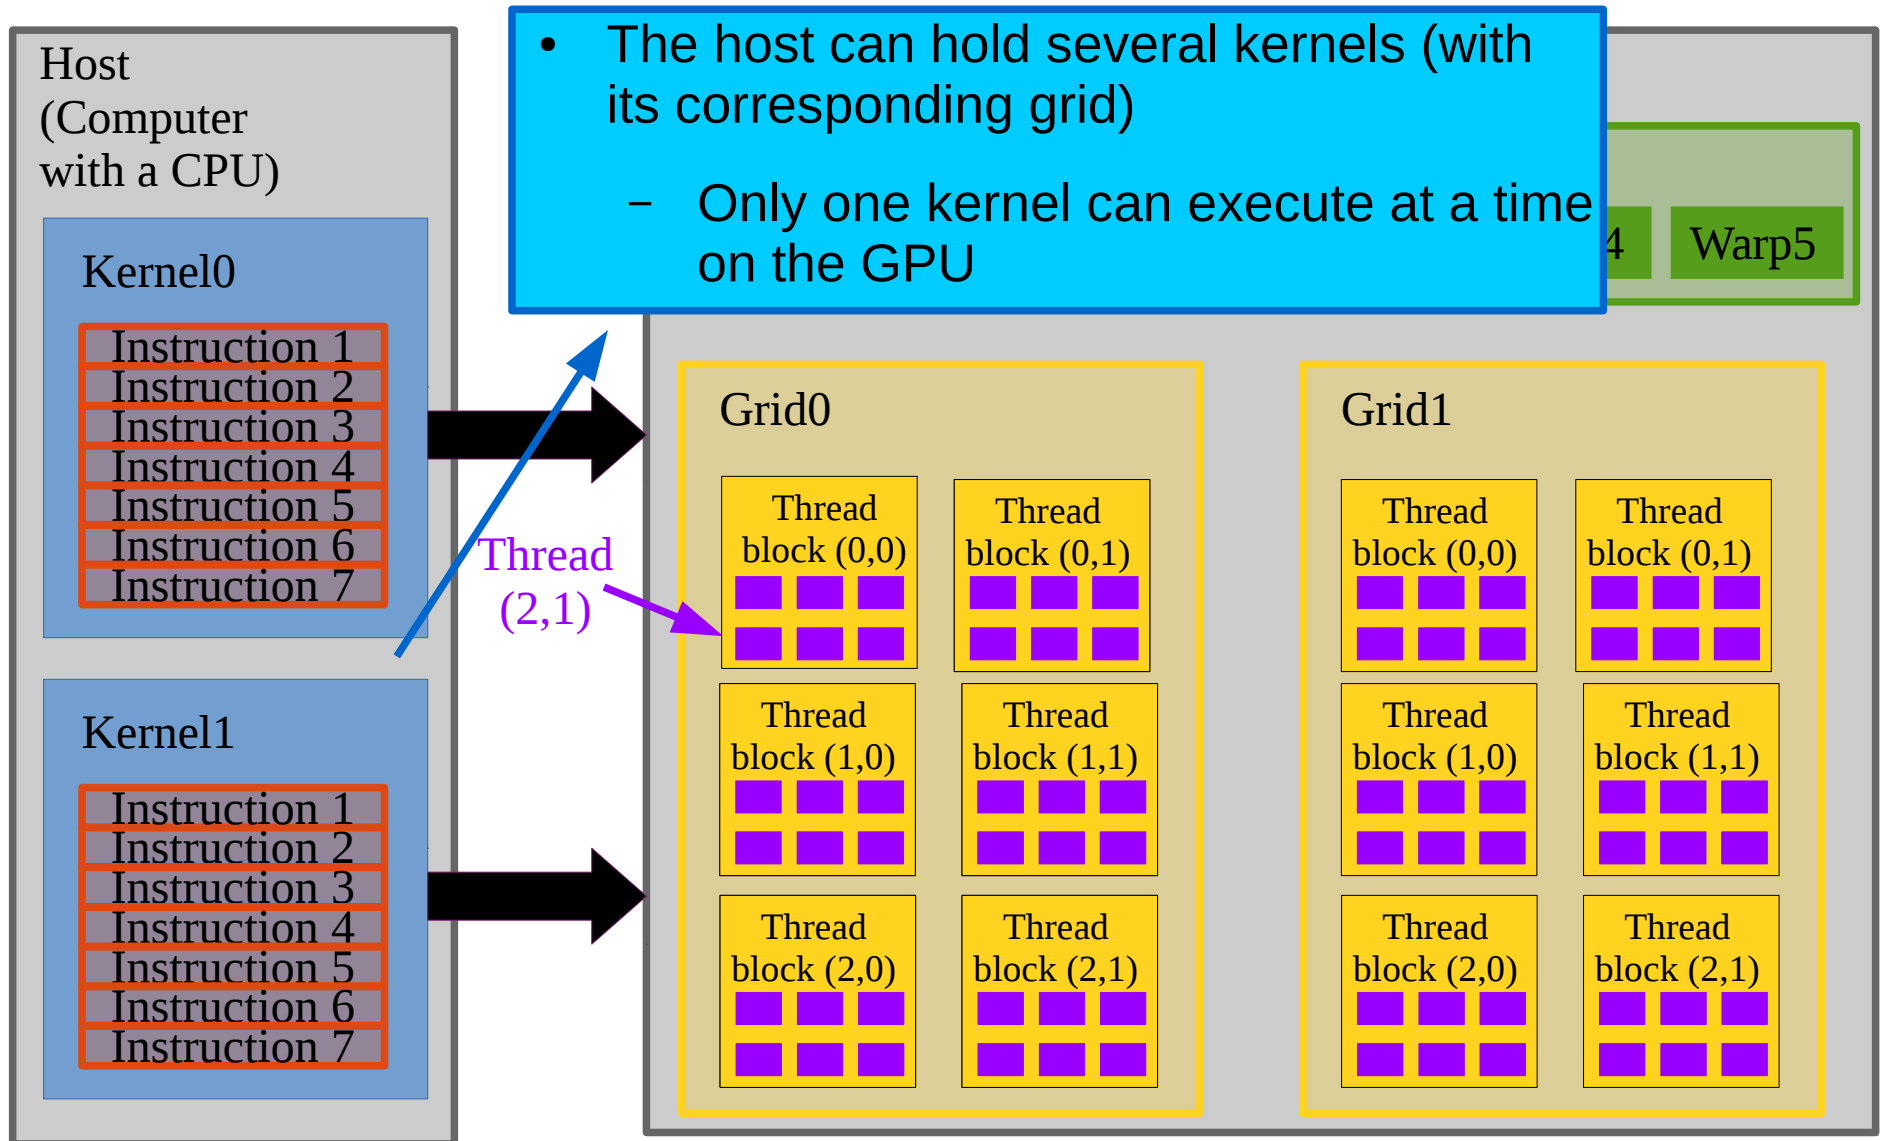 Host
(Computer
with a CPU)
• The host can hold several kernels (with
its corresponding grid)
– Only one kernel can execute at a time
on the GPU
4
Warp5
Kernel0
Instruction 1
Instruction 2
Instruction 3
Instruction 4
Instruction 5
Instruction 6
Instruction 7
Kernel1
Instruction 1
Instruction 2
Instruction 3
Instruction 4
Instruction 5
Instruction 6
Instruction 7
Thread
(2,1)
Grid0
Thread
block (0,0)
Thread
block (0,1)
Thread
block (1,0)
Thread
block (1,1)
Thread
block (2,0)
Thread
block (2,1)
Grid1
Thread
block (0,0)
Thread
block (0,1)
Thread
block (1,0)
Thread
block (1,1)
Thread
block (2,0)
Thread
block (2,1)